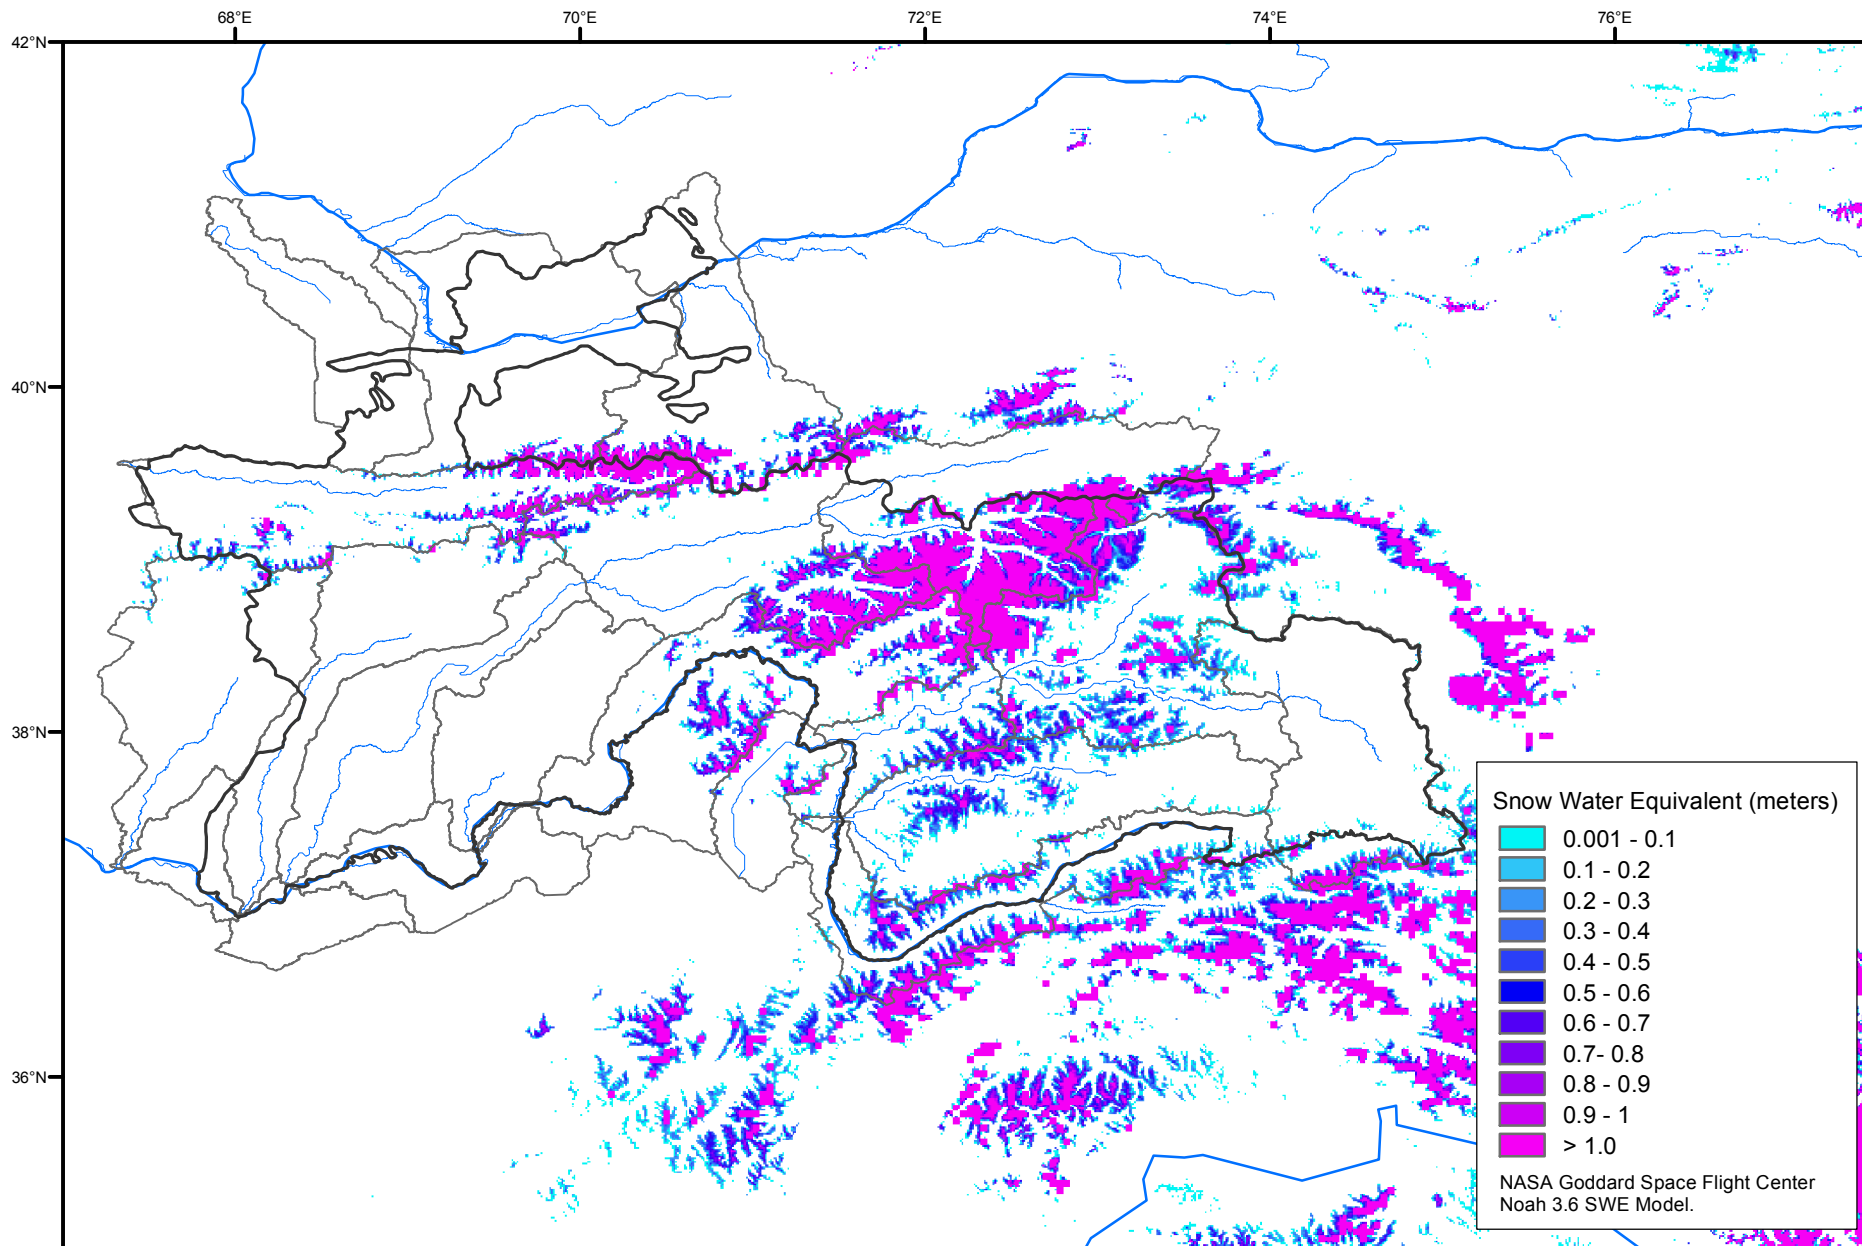 68°E 70°E 72°E 74°E 76°E
42°N
40°N
38°N
36°N
Snow Water Equivalent (meters)
0.001 - 0.1
0.1 - 0.2
0.2 - 0.3
0.3 - 0.4
0.4 - 0.5
0.5 - 0.6
0.6 - 0.7
0.7- 0.8
0.8 - 0.9
0.9 - 1
> 1.0
NASA Goddard Space Flight Center
Noah 3.6 SWE Model.